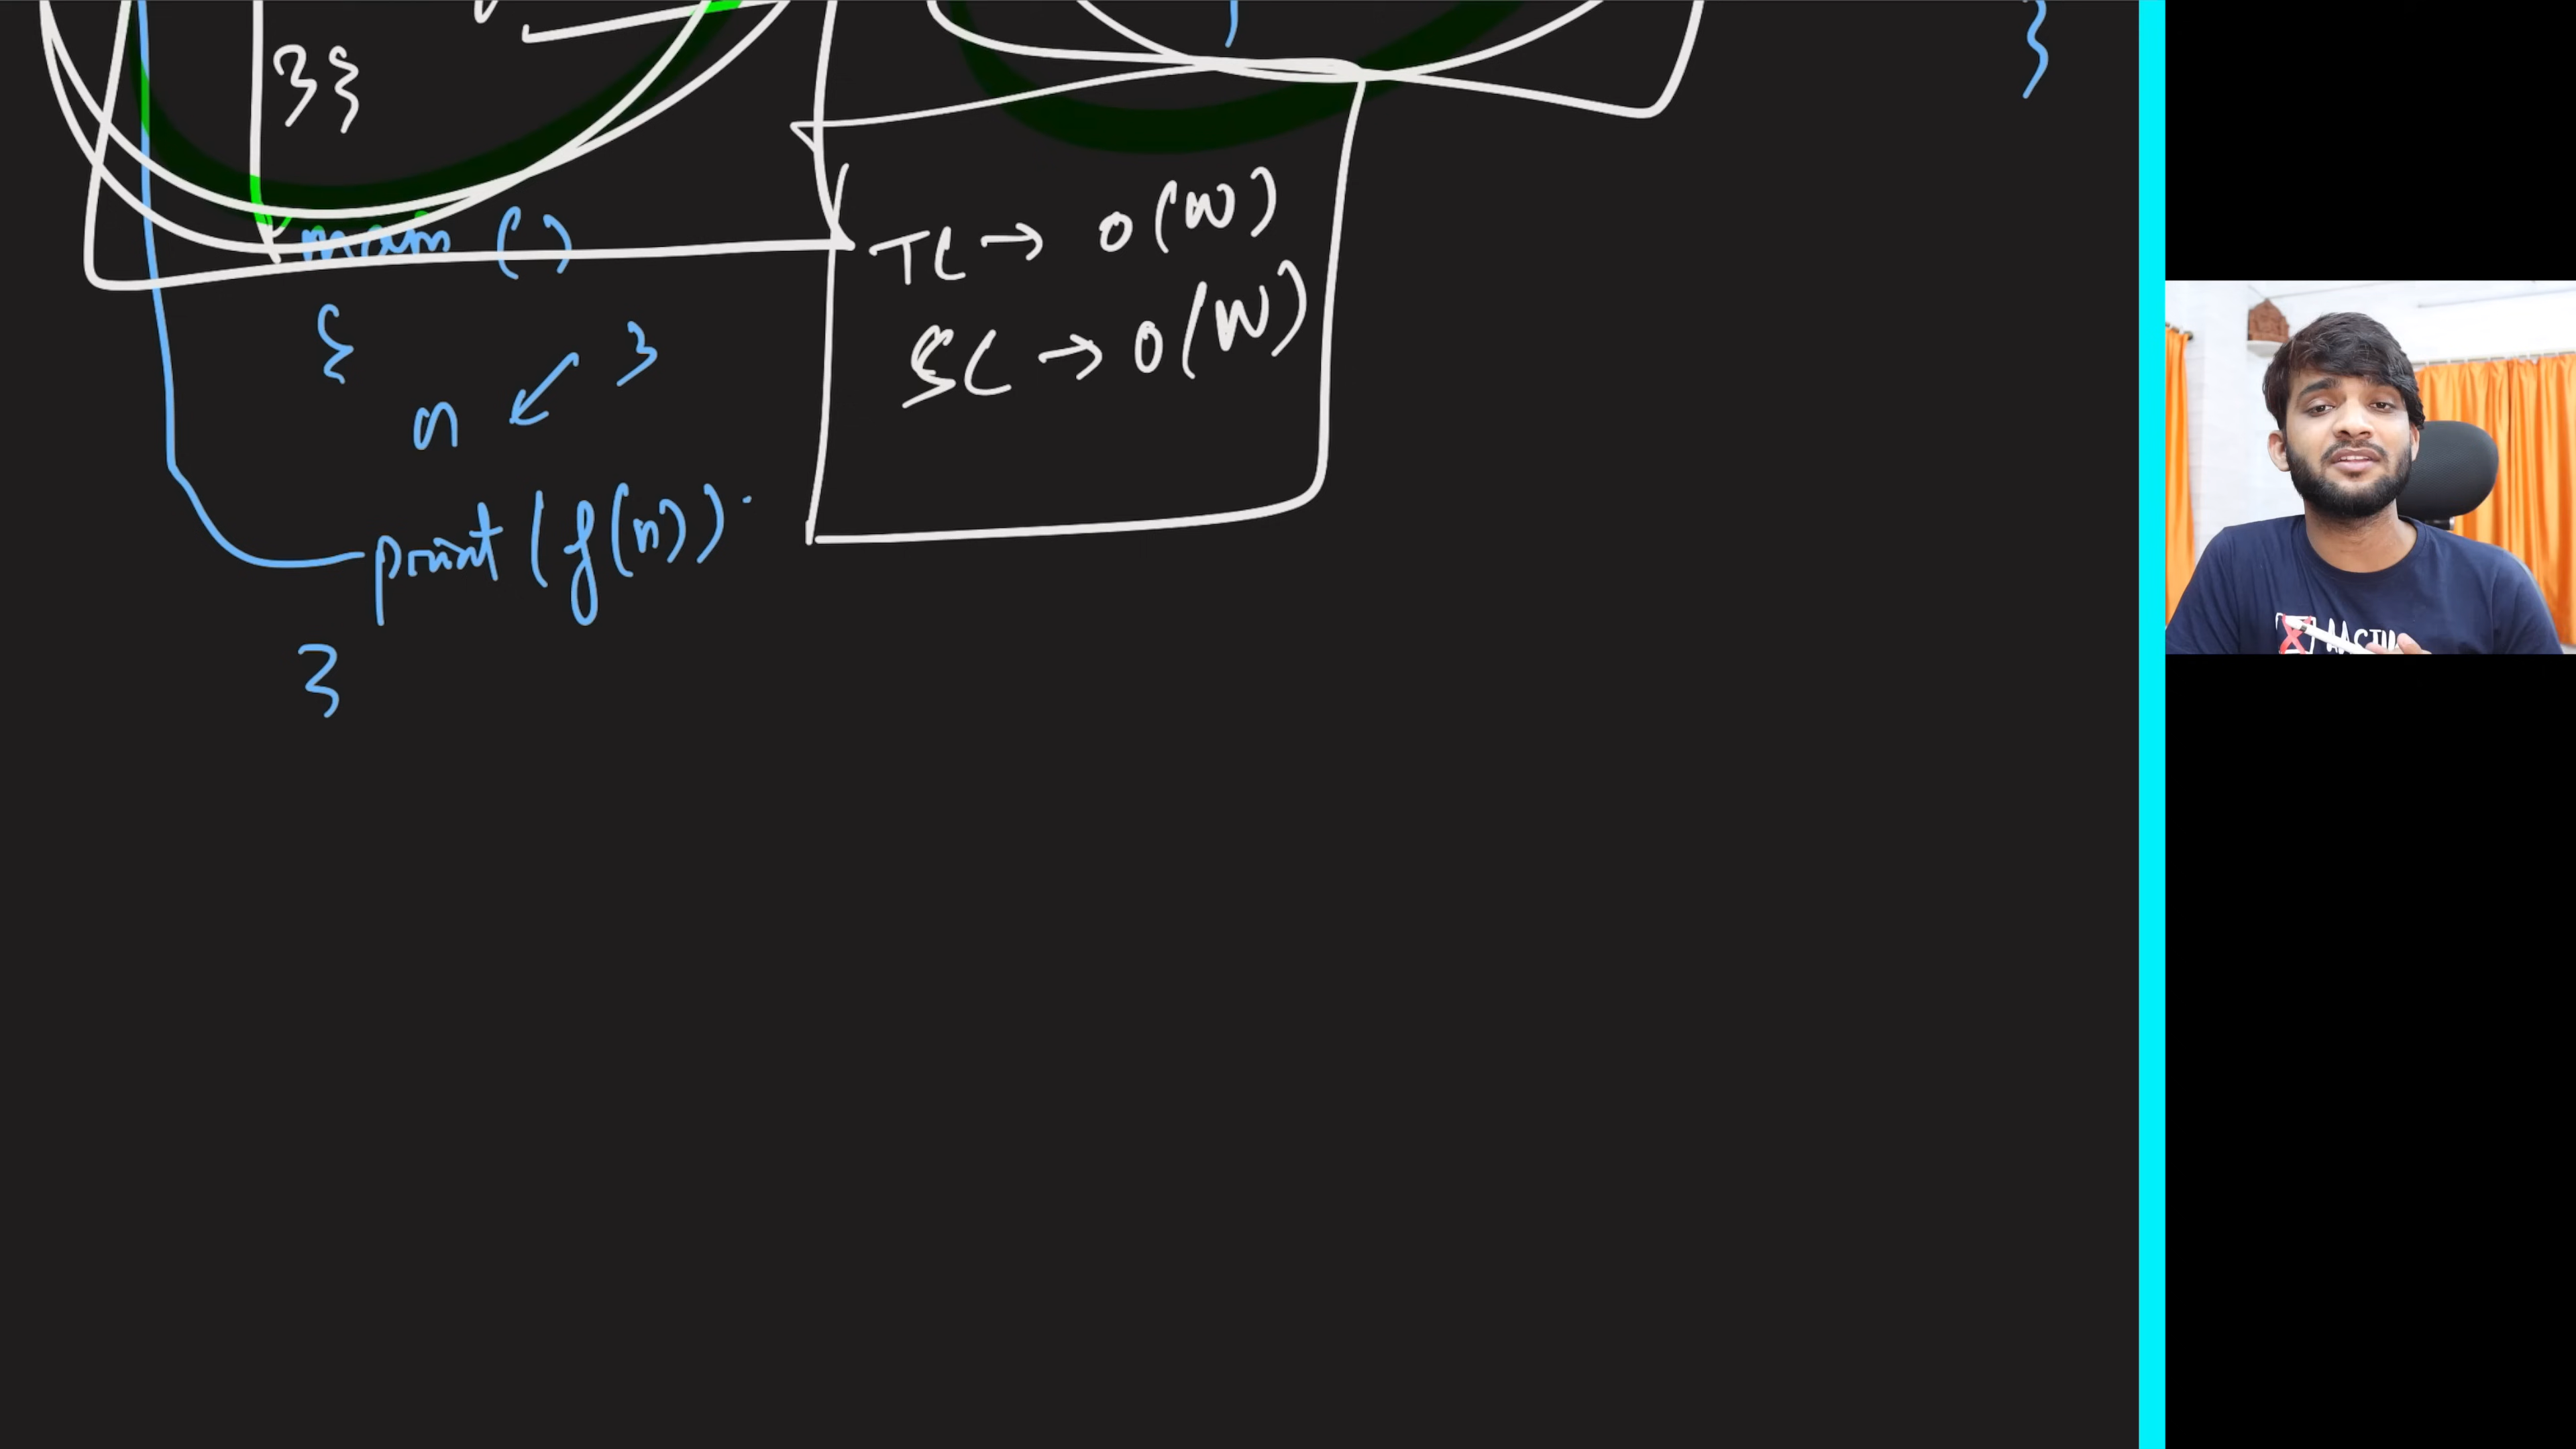 }}
}
main ()
{
n ↙ 3
print (f(n))
}
TC → O(N)
SC → O(N)